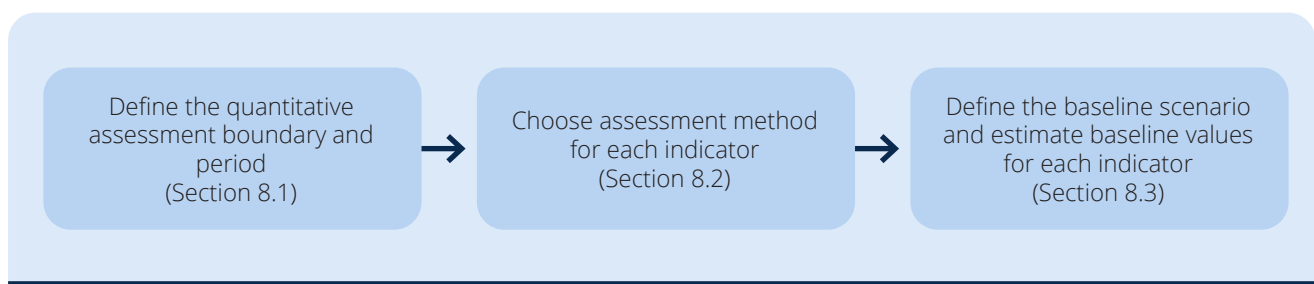 Define the quantitative
assessment boundary and
period
(Section 8.1)
Choose assessment method
for each indicator
(Section 8.2)
Define the baseline scenario
and estimate baseline values
for each indicator
(Section 8.3)